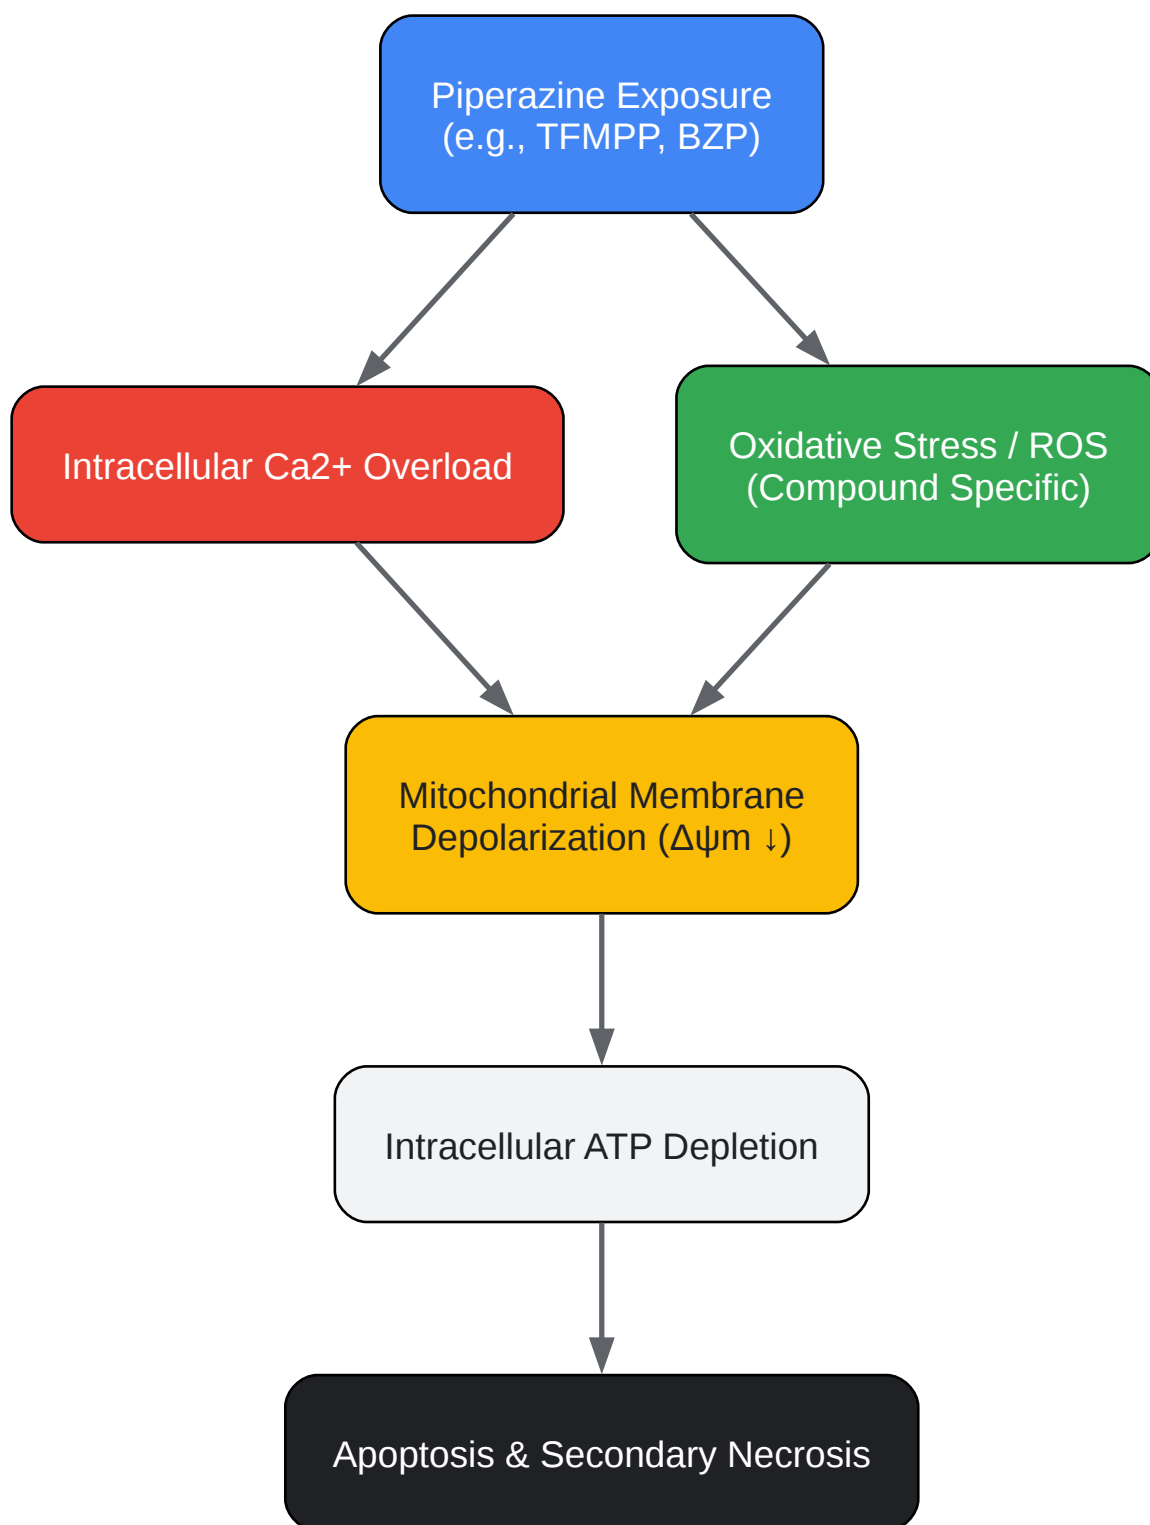 Piperazine Exposure
(e.g., TFMPP, BZP)
Intracellular Ca2+ Overload
Oxidative Stress / ROS
(Compound Specific)
Mitochondrial Membrane
Depolarization (Δψm ↓)
Intracellular ATP Depletion
Apoptosis & Secondary Necrosis